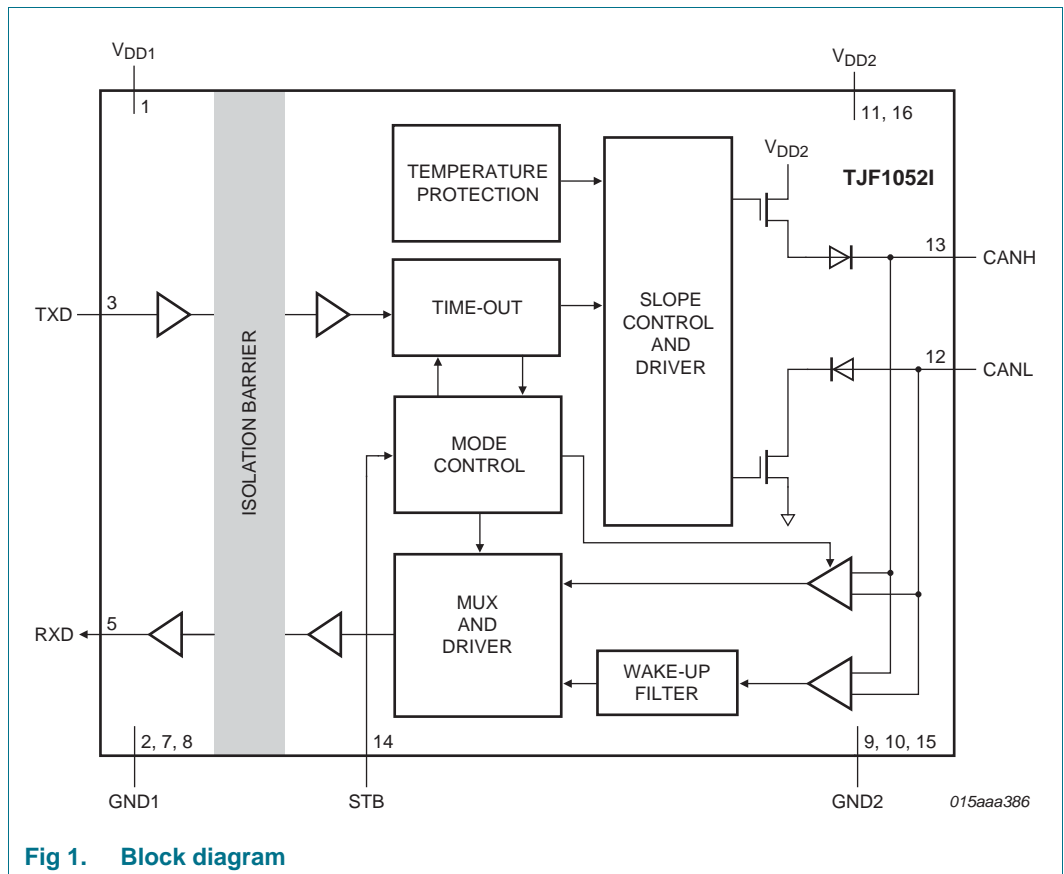 VDD1
VDD2
1
11, 16
TEMPERATURE
PROTECTION
VDD2
TJF1052I
13
CANH
TXD
3
TIME-OUT
SLOPE
CONTROL
AND
DRIVER
12
CANL
ISOLATION BARRIER
MODE
CONTROL
MUX
AND
DRIVER
RXD
5
WAKE-UP
FILTER
2, 7, 8
14
9, 10, 15
GND1
STB
GND2
015aaa386
Fig 1. Block diagram